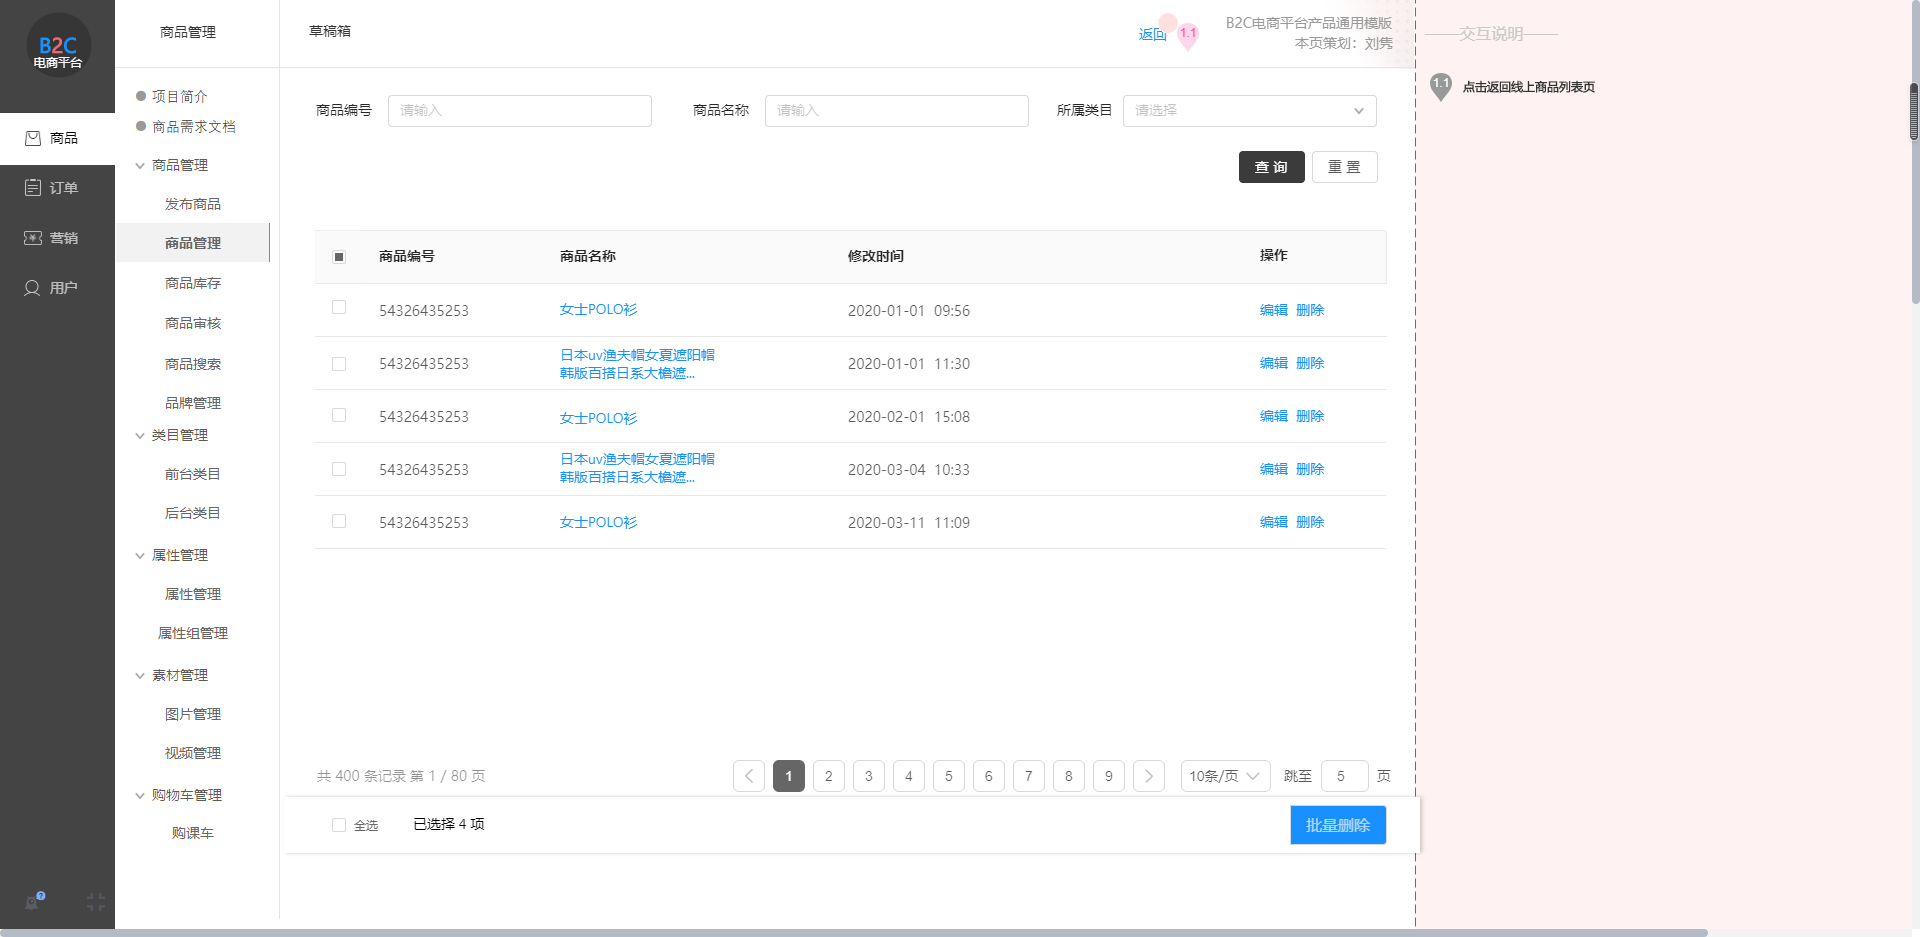 B2C
电商平台
商品
订单
营销
用户
商品管理
项目简介
商品需求文档
商品管理
发布商品
商品管理
商品库存
商品审核
商品搜索
品牌管理
类目管理
前台类目
后台类目
属性管理
属性管理
属性组管理
素材管理
图片管理
视频管理
购物车管理
购课车
草稿箱
返回
1.1
B2C电商平台产品通用模版
本页策划：刘隽
商品编号 请输入 商品名称 请输入 所属类目 请选择
查 询 重 置
商品编号 商品名称 修改时间 操作
54326435253 女士POLO衫 2020-01-01 09:56 编辑 删除
54326435253 日本uv渔夫帽女夏遮阳帽
韩版百搭日系大檐遮... 2020-01-01 11:30 编辑 删除
54326435253 女士POLO衫 2020-02-01 15:08 编辑 删除
54326435253 日本uv渔夫帽女夏遮阳帽
韩版百搭日系大檐遮... 2020-03-04 10:33 编辑 删除
54326435253 女士POLO衫 2020-03-11 11:09 编辑 删除
共 400 条记录 第 1 / 80 页 1 2 3 4 5 6 7 8 9 10条/页 跳至 5 页
全选 已选择 4 项 批量删除
交互说明
1.1 点击返回线上商品列表页